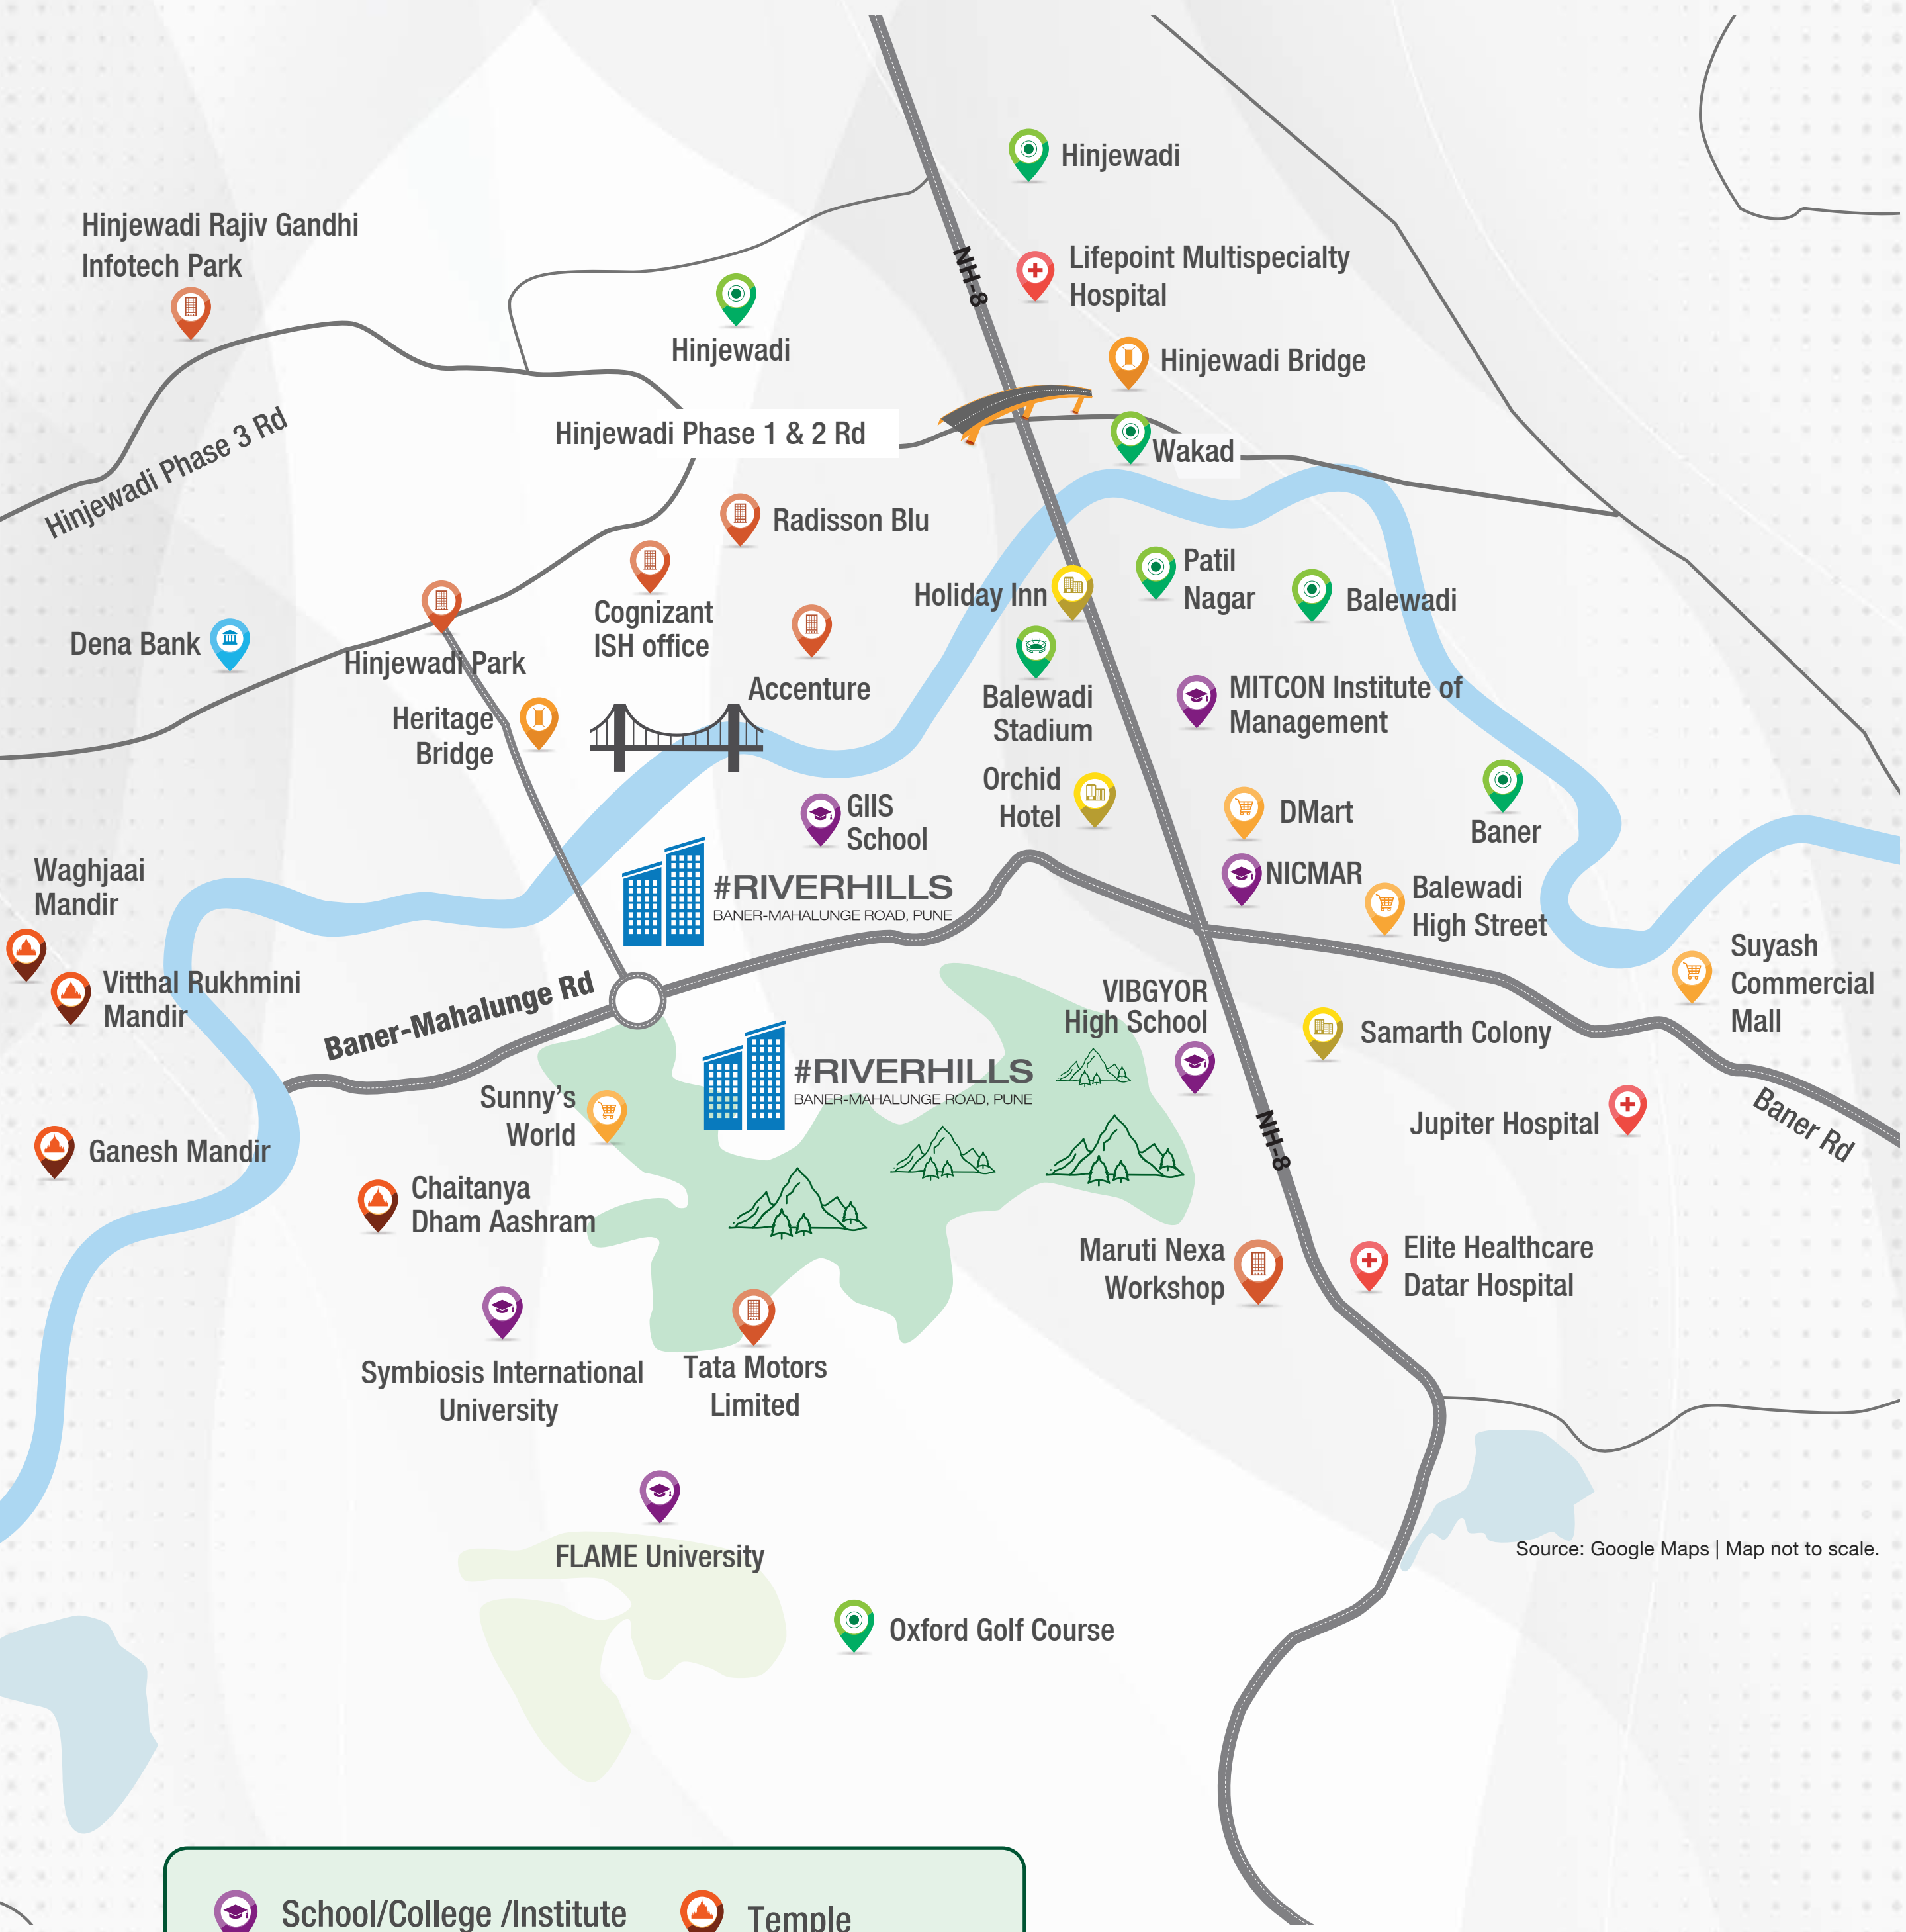 Hinjewadi
Hinjewadi Rajiv Gandhi
Infotech Park
NH-8
Lifepoint Multispecialty
Hospital
Hinjewadi
Hinjewadi Bridge
Hinjewadi Phase 3 Rd
Hinjewadi Phase 1 & 2 Rd
Wakad
Radisson Blu
Cognizant
ISH office
Holiday Inn
Patil
Nagar
Balewadi
Dena Bank
Hinjewadi Park
Accenture
Balewadi
Stadium
MITCON Institute of
Management
Heritage
Bridge
Orchid
Hotel
GIIS
School
DMart
Baner
Waghjaai
Mandir
#RIVERHILLS
BANER-MAHALUNGE ROAD, PUNE
NICMAR
Balewadi
High Street
Suyash
Commercial
Mall
Vitthal Rukhmini
Mandir
Baner-Mahalunge Rd
VIBGYOR
High School
Samarth Colony
#RIVERHILLS
BANER-MAHALUNGE ROAD, PUNE
Sunny's
World
Jupiter Hospital
Baner Rd
NH-8
Ganesh Mandir
Chaitanya
Dham Aashram
Maruti Nexa
Workshop
Elite Healthcare
Datar Hospital
Symbiosis International
University
Tata Motors
Limited
FLAME University
Source: Google Maps | Map not to scale.
Oxford Golf Course
School/College /Institute
Temple